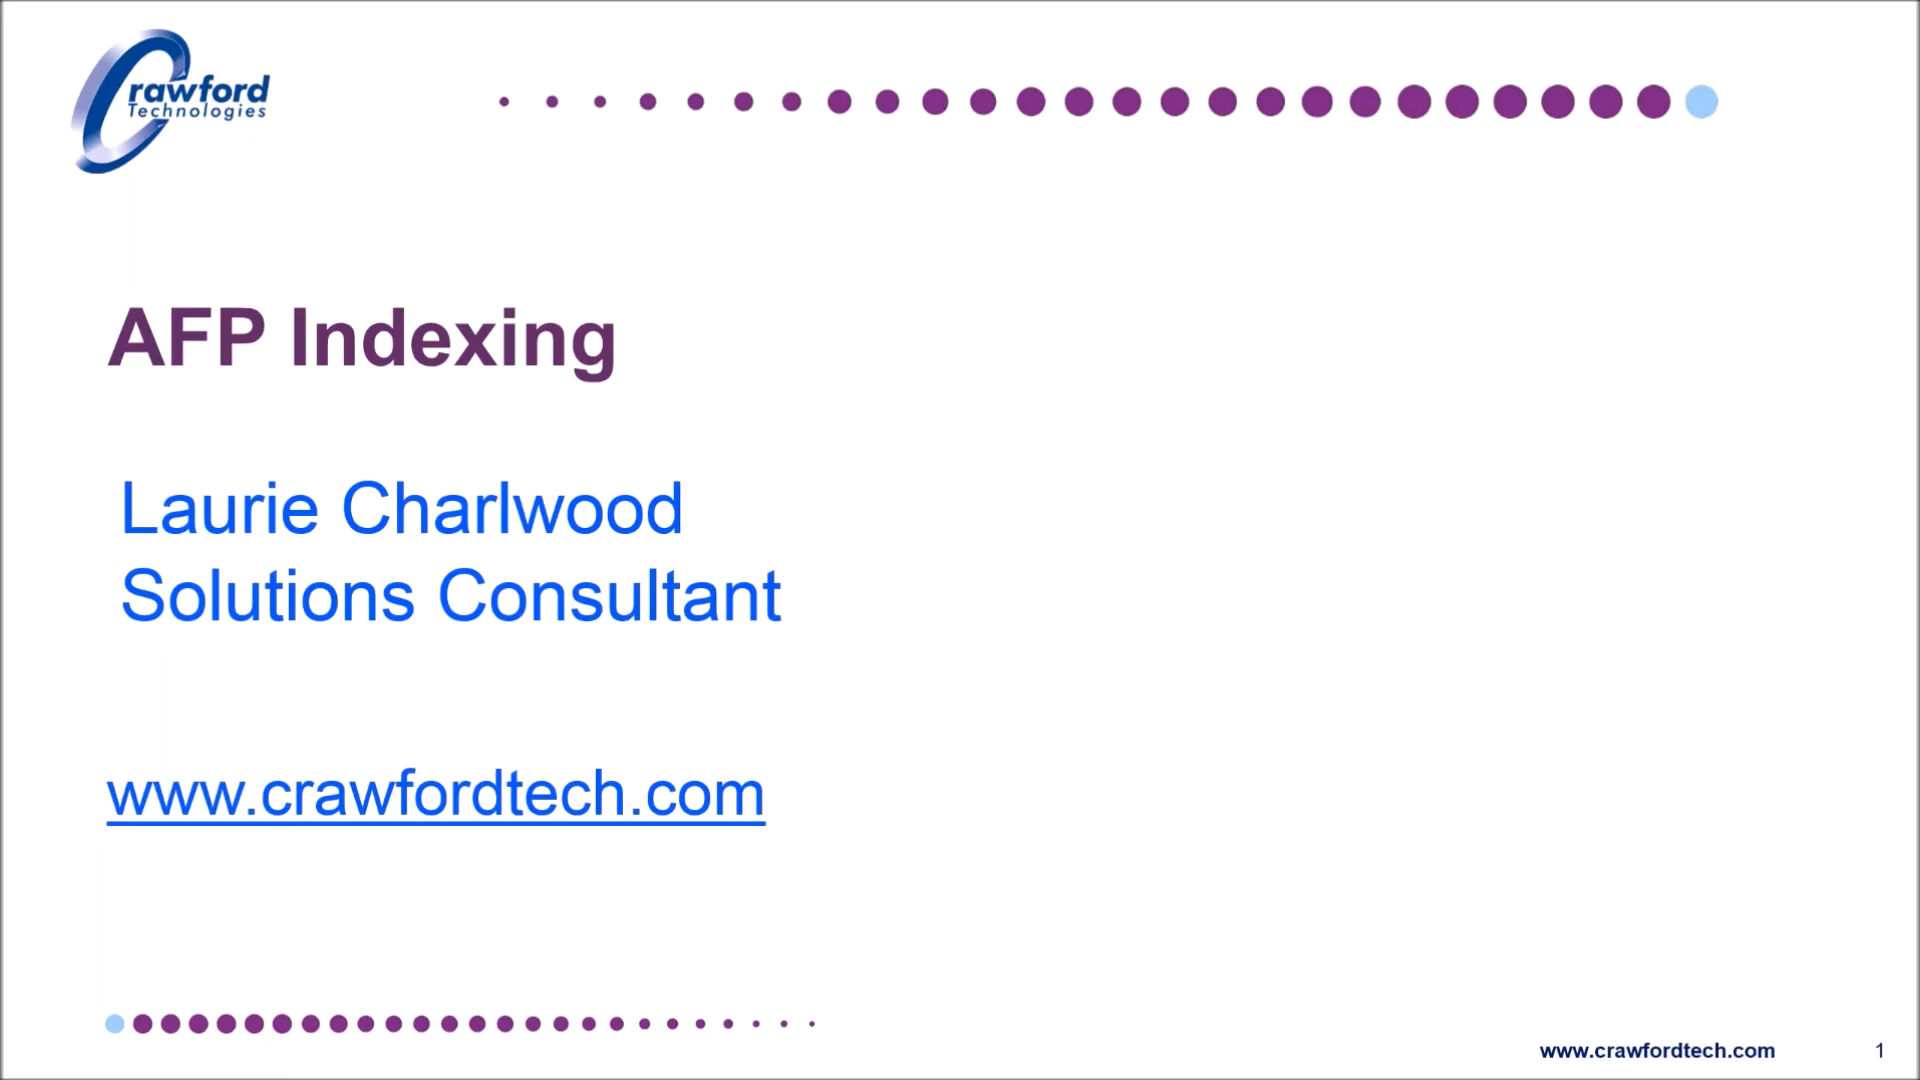 Crawford
Technologies
AFP Indexing
Laurie Charlwood
Solutions Consultant
www.crawfordtech.com
www.crawfordtech.com 1